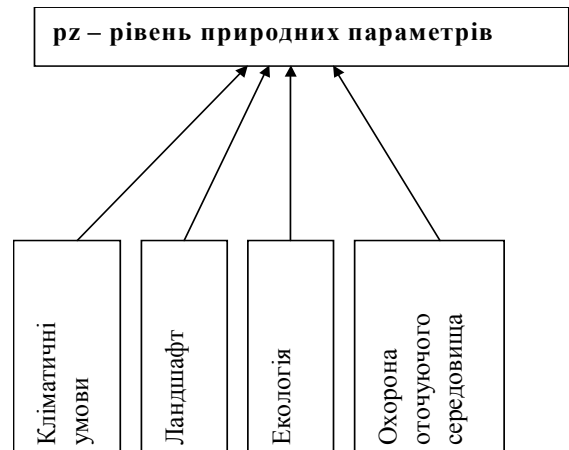 pz – рівень природних параметрів
Кліматичні
умови
Ландшафт
Екологія
Охорона
оточуючого
середовища